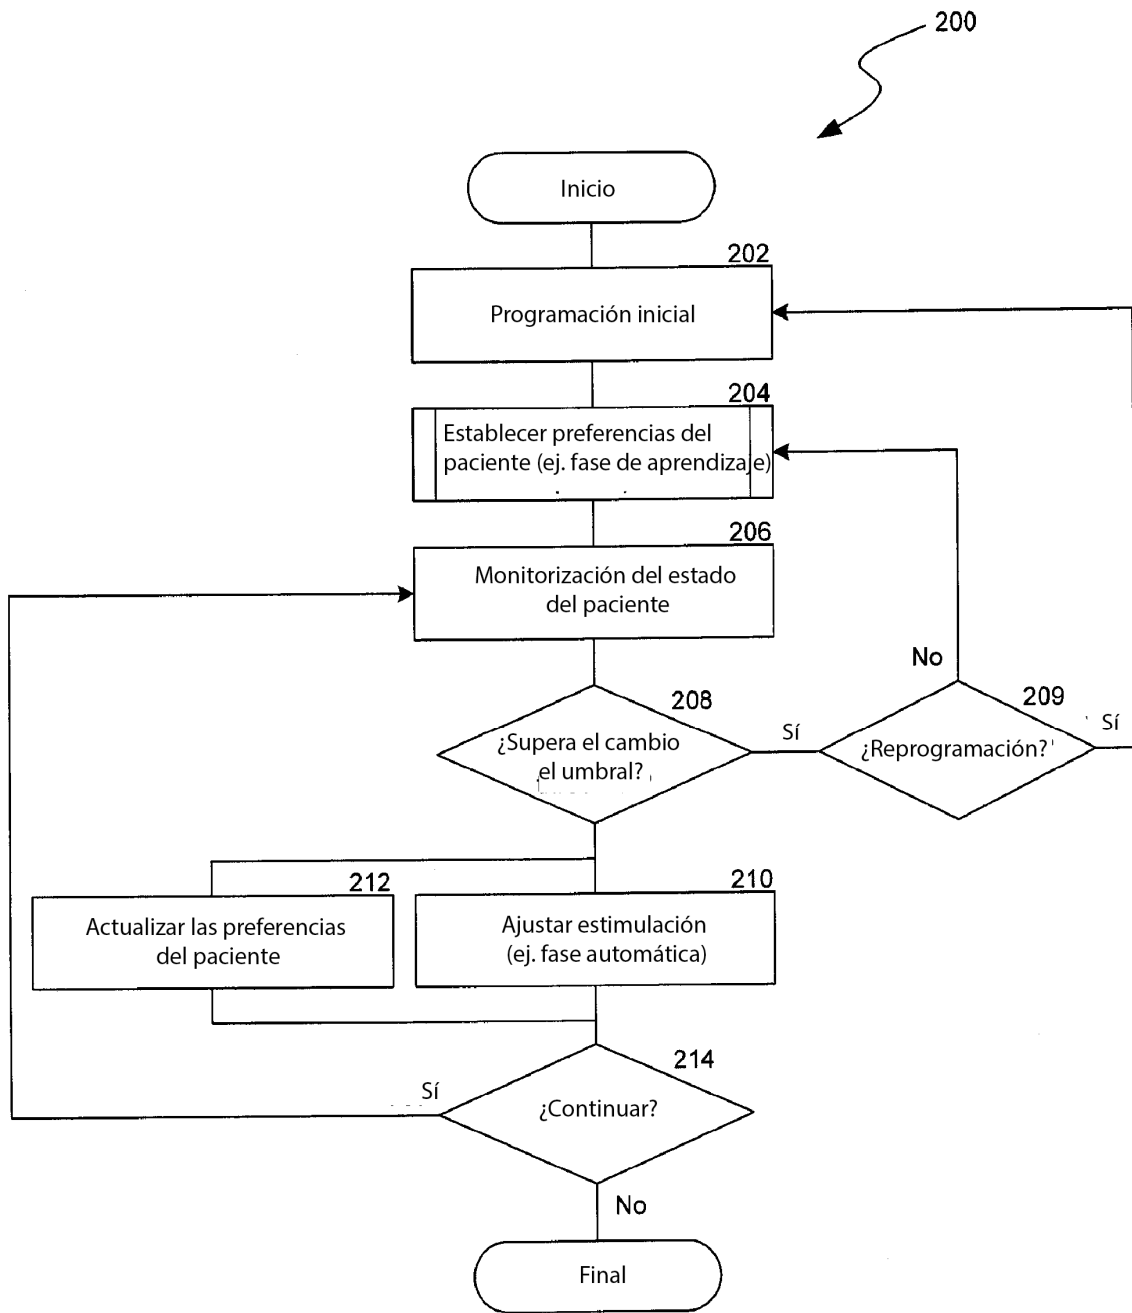 200
Inicio
202
Programación inicial
204
Establecer preferencias del
paciente (ej. fase de aprendizaje)
206
Monitorización del estado
del paciente
No
208
209
¿Supera el cambio
el umbral?
Sí
¿Reprogramación?
Sí
212
210
Actualizar las preferencias
del paciente
Ajustar estimulación
(ej. fase automática)
214
Sí
¿Continuar?
No
Final